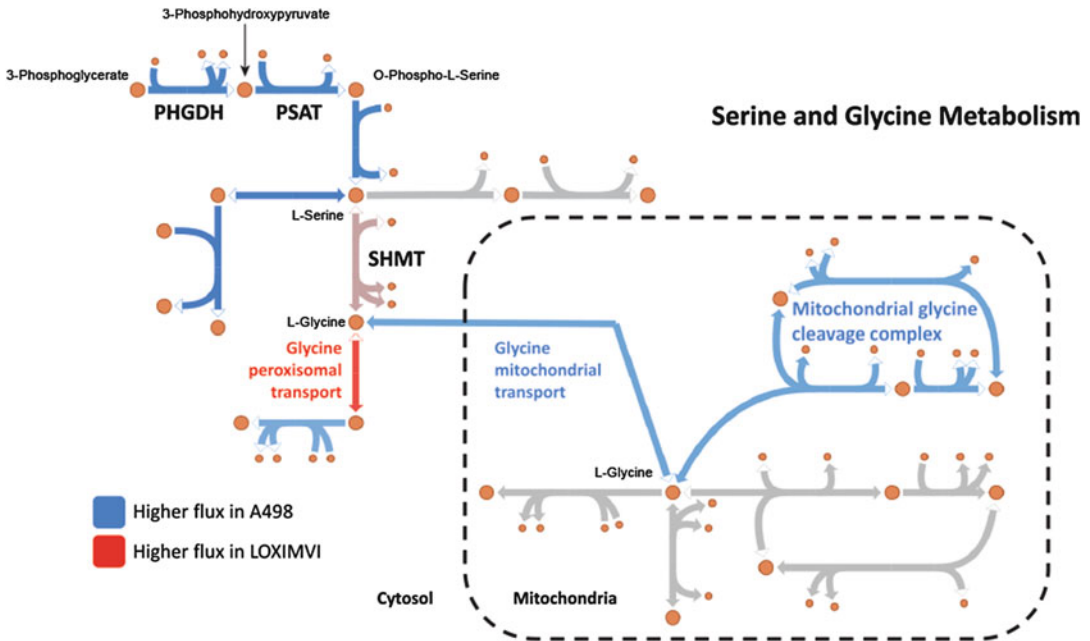 3-Phosphohydroxypyruvate
3-Phosphoglycerate
O-Phospho-L-Serine
PHGDH
PSAT
Serine and Glycine Metabolism
L-Serine
SHMT
L-Glycine
Glycine
peroxisomal
transport
Glycine
mitochondrial
transport
Mitochondrial glycine
cleavage complex
L-Glycine
Higher flux in A498
Higher flux in LOXIMVI
Cytosol
Mitochondria